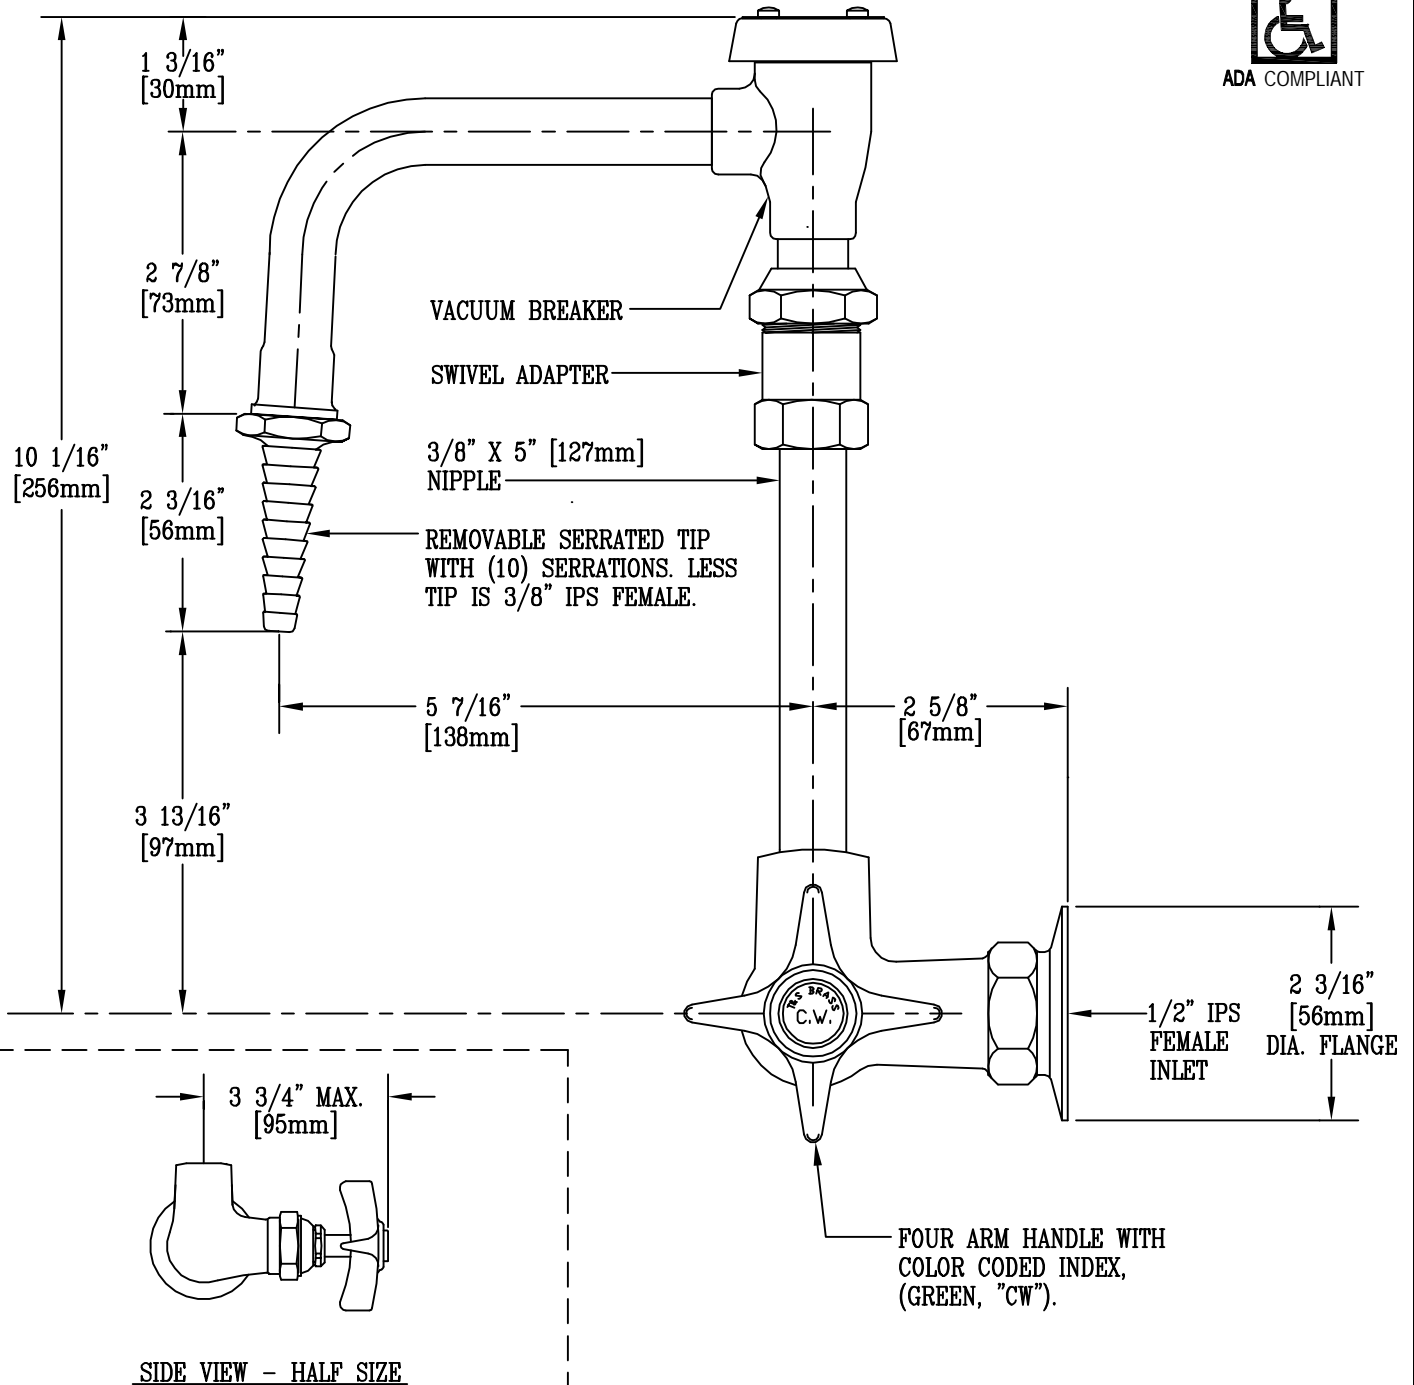 ADA COMPLIANT
1 3/16"
[30mm]
2 7/8"
[73mm]
VACUUM BREAKER
SWIVEL ADAPTER
10 1/16"
[256mm]
3/8" X 5" [127mm]
NIPPLE
2 3/16"
[56mm]
REMOVABLE SERRATED TIP
WITH (10) SERRATIONS. LESS
TIP IS 3/8" IPS FEMALE.
5 7/16"
[138mm]
2 5/8"
[67mm]
3 13/16"
[97mm]
T&S BRASS
C.W.
1/2" IPS
FEMALE
INLET
2 3/16"
[56mm]
DIA. FLANGE
3 3/4" MAX.
[95mm]
FOUR ARM HANDLE WITH
COLOR CODED INDEX,
(GREEN, "CW").
SIDE VIEW - HALF SIZE